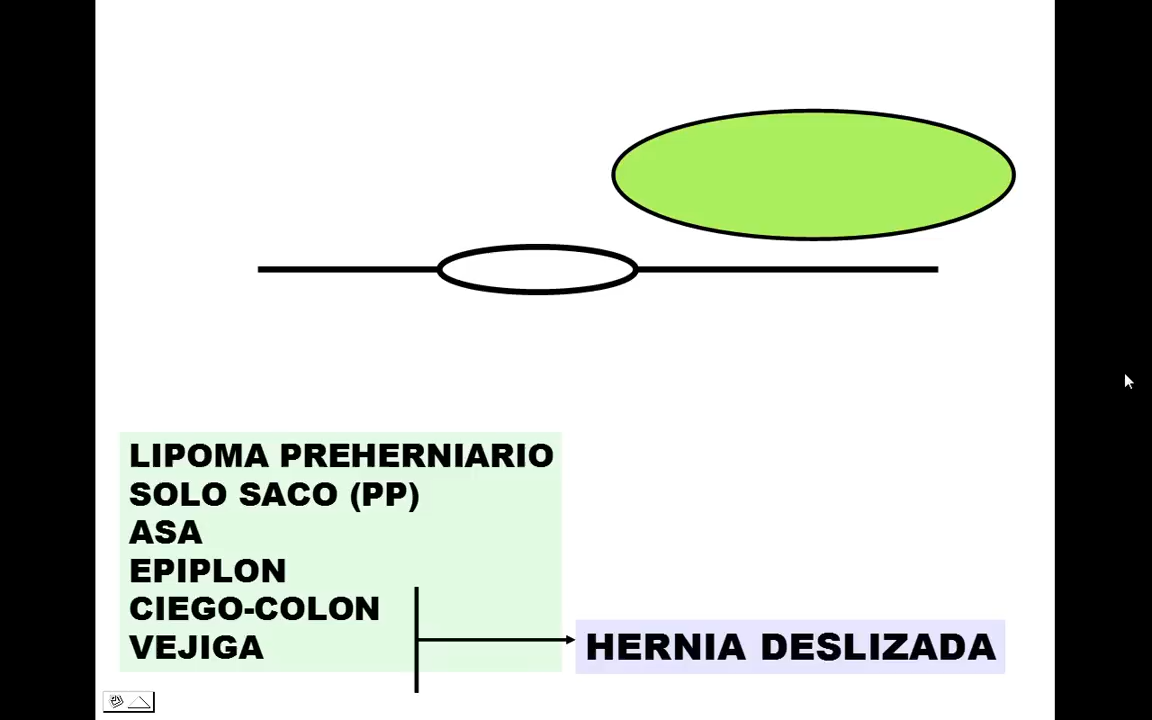 LIPOMA PREHERNIARIO
SOLO SACO (PP)
ASA
EPIPLON
CIEGO-COLON
VEJIGA
HERNIA DESLIZADA